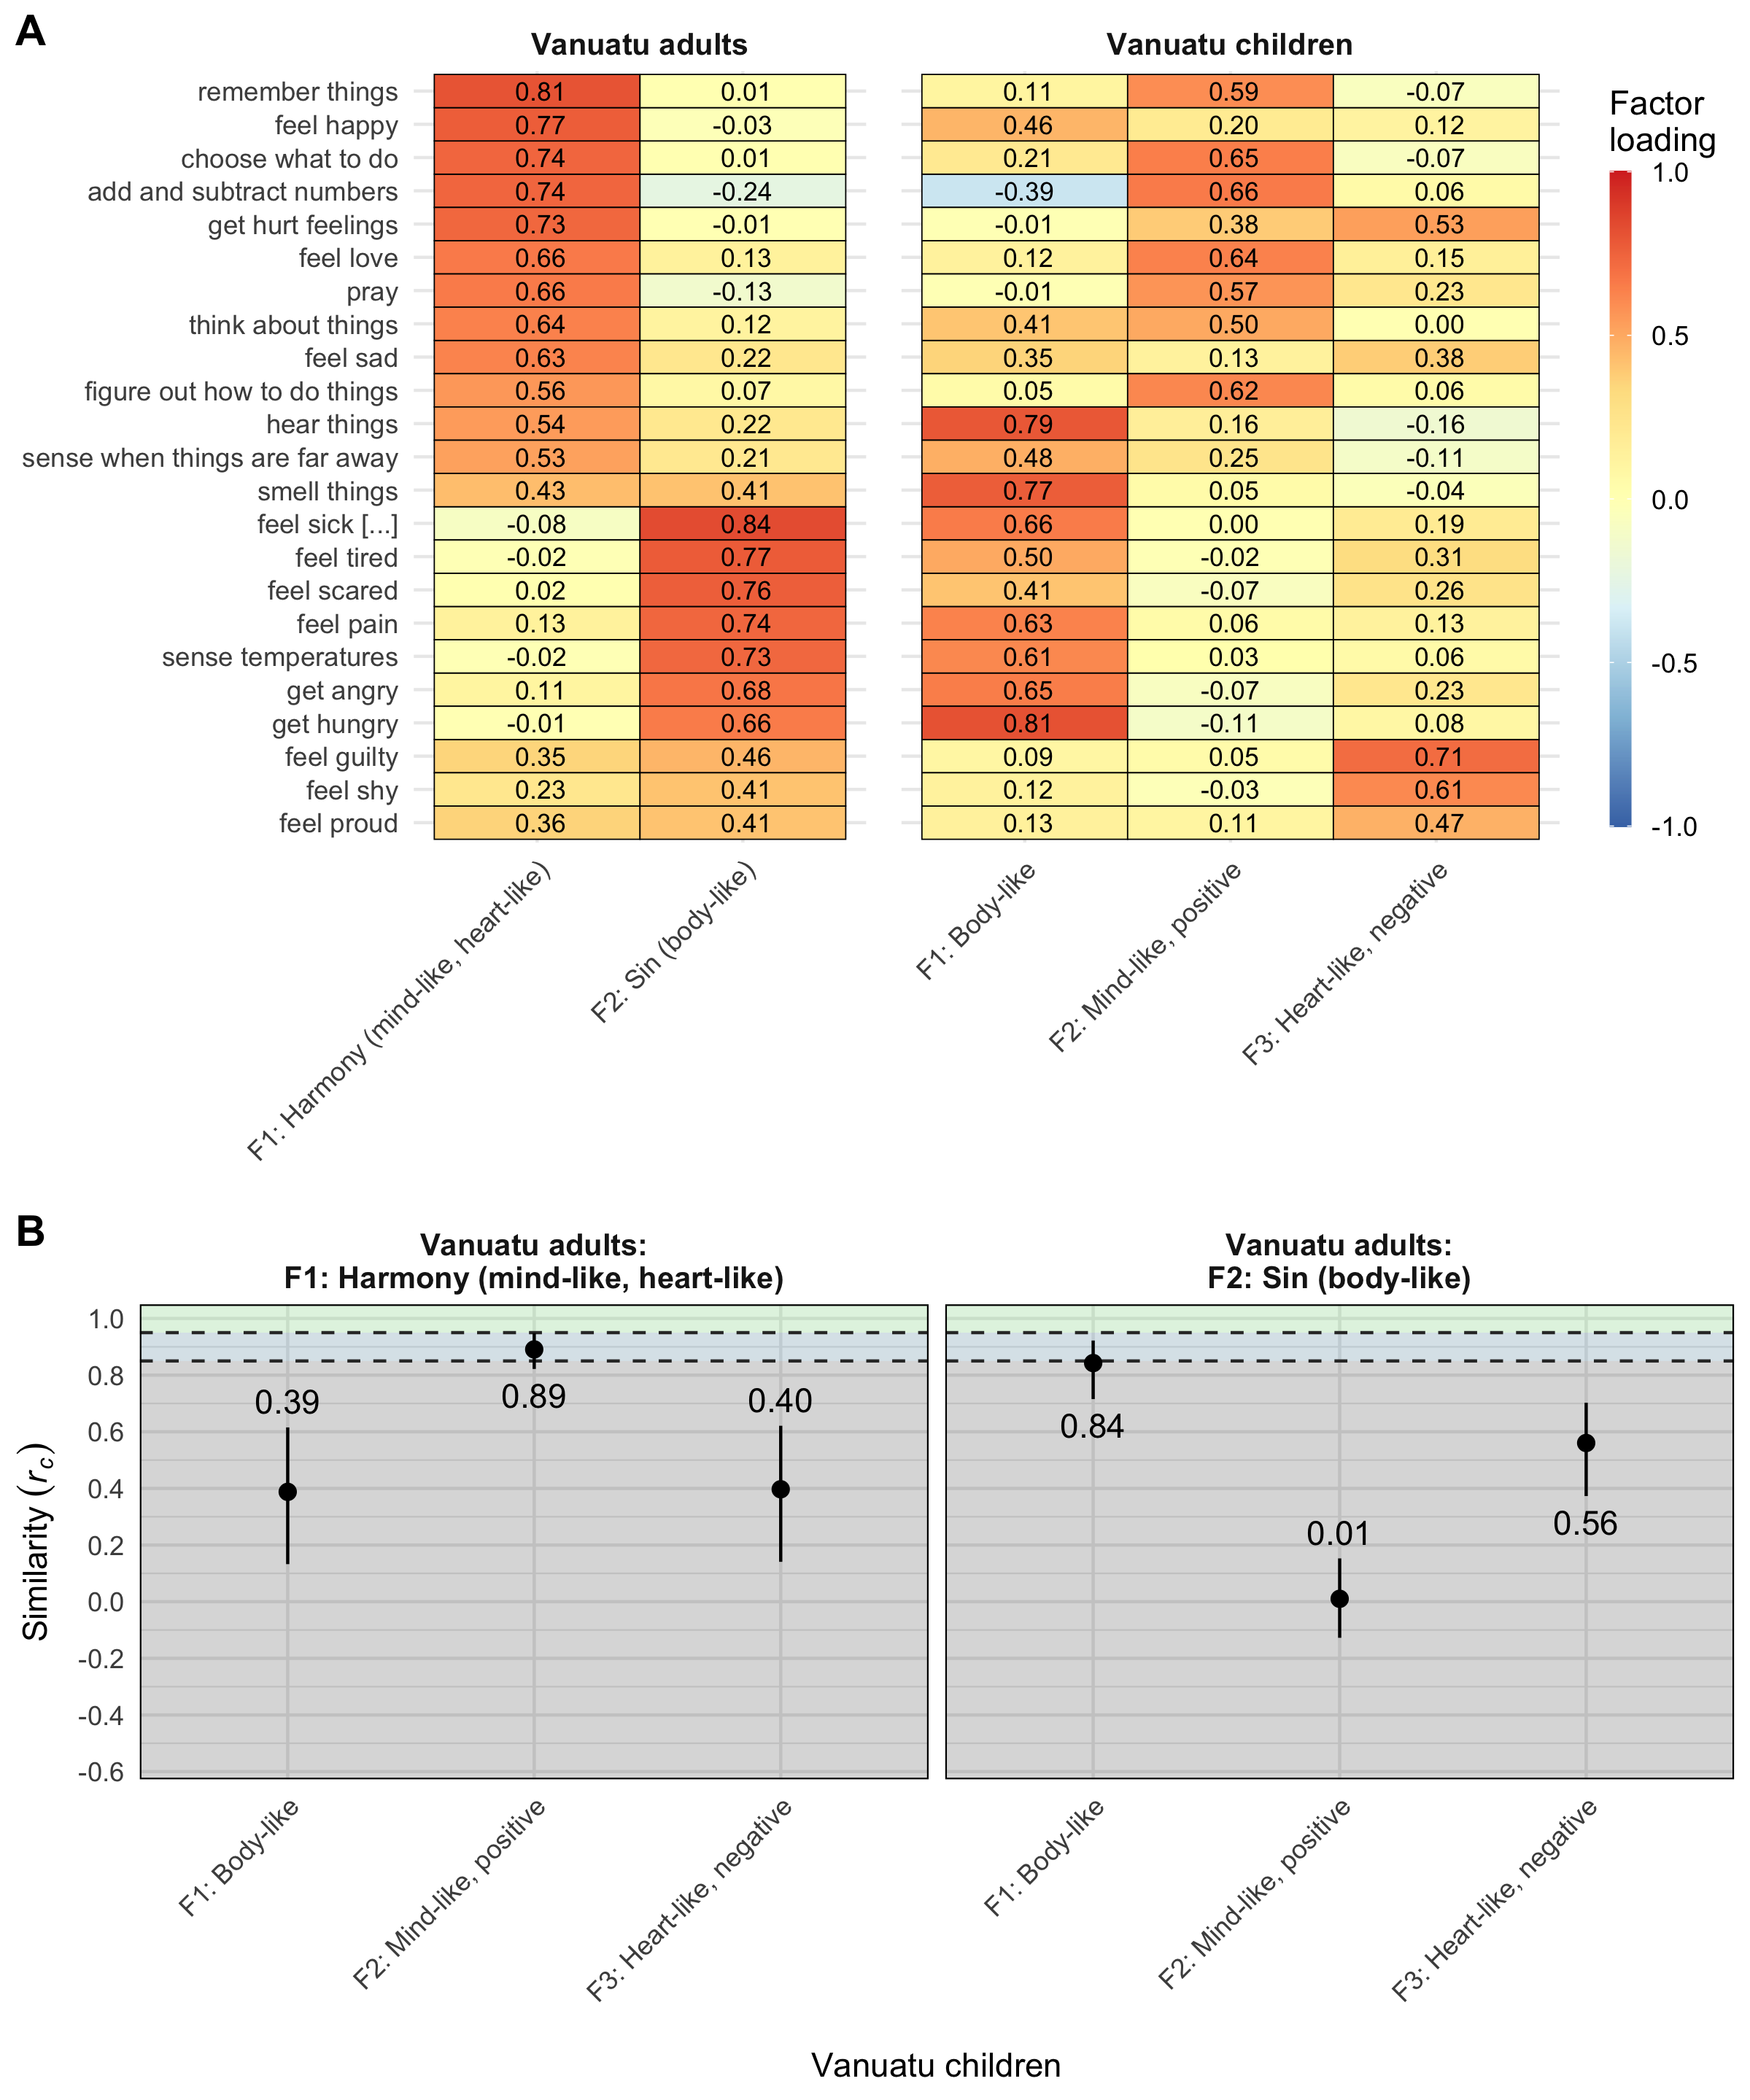 A
Vanuatu adults
Vanuatu children
remember things 0.81 0.01 0.11 0.59 -0.07
feel happy 0.77 -0.03 0.46 0.20 0.12
choose what to do 0.74 0.01 0.21 0.65 -0.07
add and subtract numbers 0.74 -0.24 -0.39 0.66 0.06
get hurt feelings 0.73 -0.01 -0.01 0.38 0.53
feel love 0.66 0.13 0.12 0.64 0.15
pray 0.66 -0.13 -0.01 0.57 0.23
think about things 0.64 0.12 0.41 0.50 0.00
feel sad 0.63 0.22 0.35 0.13 0.38
figure out how to do things 0.56 0.07 0.05 0.62 0.06
hear things 0.54 0.22 0.79 0.16 -0.16
sense when things are far away 0.53 0.21 0.48 0.25 -0.11
smell things 0.43 0.41 0.77 0.05 -0.04
feel sick [...] -0.08 0.84 0.66 0.00 0.19
feel tired -0.02 0.77 0.50 -0.02 0.31
feel scared 0.02 0.76 0.41 -0.07 0.26
feel pain 0.13 0.74 0.63 0.06 0.13
sense temperatures -0.02 0.73 0.61 0.03 0.06
get angry 0.11 0.68 0.65 -0.07 0.23
get hungry -0.01 0.66 0.81 -0.11 0.08
feel guilty 0.35 0.46 0.09 0.05 0.71
feel shy 0.23 0.41 0.12 -0.03 0.61
feel proud 0.36 0.41 0.13 0.11 0.47
F1: Harmony (mind-like, heart-like)
F2: Sin (body-like)
F1: Body-like
F2: Mind-like, positive
F3: Heart-like, negative
Factor
loading
1.0
0.5
0.0
-0.5
-1.0
B
Vanuatu adults:
F1: Harmony (mind-like, heart-like)
Vanuatu adults:
F2: Sin (body-like)
Similarity (r_c)
1.0
0.8
0.6
0.4
0.2
0.0
-0.2
-0.4
-0.6
0.39
0.89
0.40
0.84
0.01
0.56
F1: Body-like
F2: Mind-like, positive
F3: Heart-like, negative
F1: Body-like
F2: Mind-like, positive
F3: Heart-like, negative
Vanuatu children